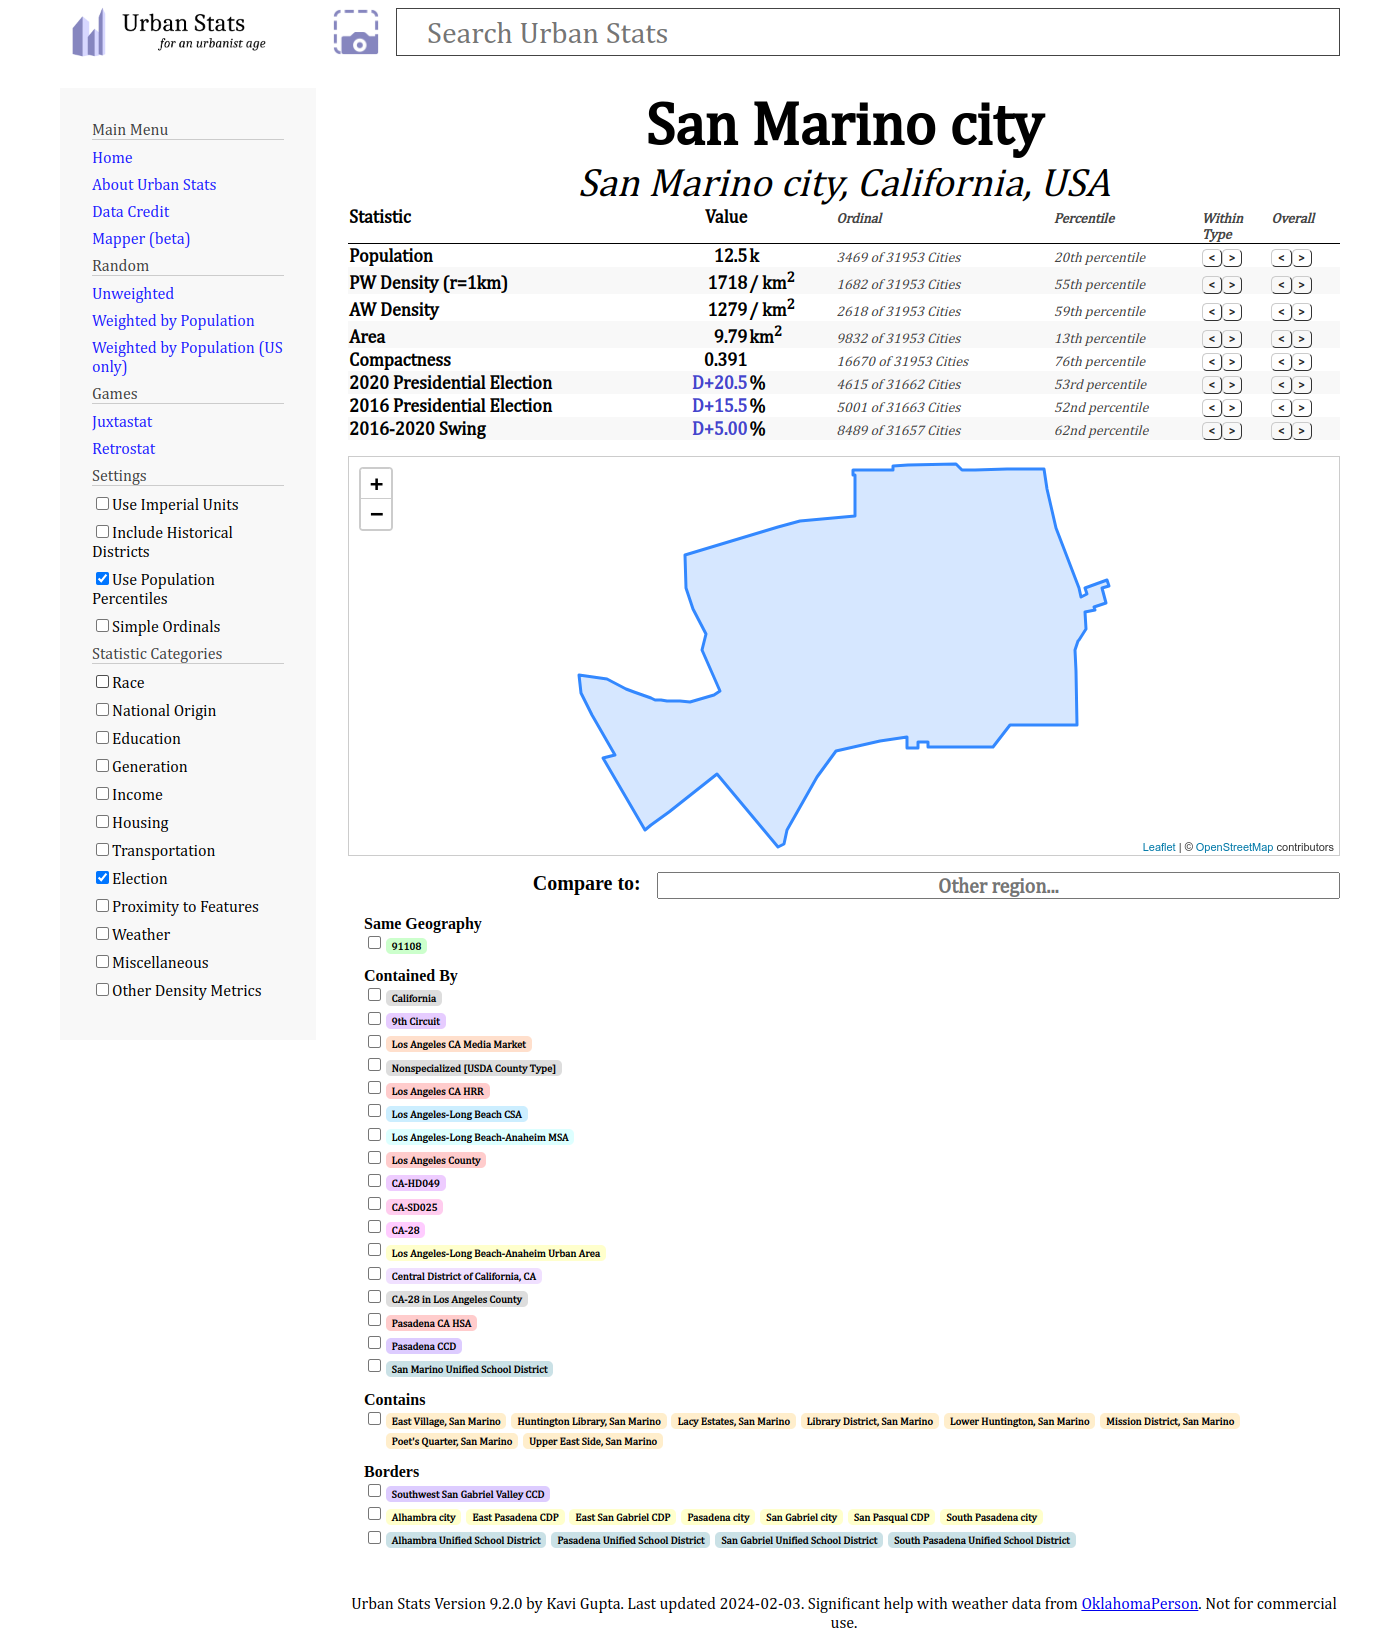 Urban Stats
for an urbanist age
Search Urban Stats
Main Menu
Home
About Urban Stats
Data Credit
Mapper (beta)
Random
Unweighted
Weighted by Population
Weighted by Population (US
only)
Games
Juxtastat
Retrostat
Settings
Use Imperial Units
Include Historical
Districts
Use Population
Percentiles
Simple Ordinals
Statistic Categories
Race
National Origin
Education
Generation
Income
Housing
Transportation
Election
Proximity to Features
Weather
Miscellaneous
Other Density Metrics
San Marino city
San Marino city, California, USA
Statistic Value Ordinal Percentile Within Type Overall
Population 12.5k 3469 of 31953 Cities 20th percentile < > < >
PW Density (r=1km) 1718/ km² 1682 of 31953 Cities 55th percentile < > < >
AW Density 1279/ km² 2618 of 31953 Cities 59th percentile < > < >
Area 9.79km² 9832 of 31953 Cities 13th percentile < > < >
Compactness 0.391 16670 of 31953 Cities 76th percentile < > < >
2020 Presidential Election D+20.5% 4615 of 31662 Cities 53rd percentile < > < >
2016 Presidential Election D+15.5% 5001 of 31663 Cities 52nd percentile < > < >
2016-2020 Swing D+5.00% 8489 of 31657 Cities 62nd percentile < > < >
+
−
Leaflet | © OpenStreetMap contributors
Compare to: Other region...
Same Geography
91108
Contained By
California
9th Circuit
Los Angeles CA Media Market
Nonspecialized [USDA County Type]
Los Angeles CA HRR
Los Angeles-Long Beach CSA
Los Angeles-Long Beach-Anaheim MSA
Los Angeles County
CA-HD049
CA-SD025
CA-28
Los Angeles-Long Beach-Anaheim Urban Area
Central District of California, CA
CA-28 in Los Angeles County
Pasadena CA HSA
Pasadena CCD
San Marino Unified School District
Contains
East Village, San Marino Huntington Library, San Marino Lacy Estates, San Marino Library District, San Marino Lower Huntington, San Marino Mission District, San Marino
Poet's Quarter, San Marino Upper East Side, San Marino
Borders
Southwest San Gabriel Valley CCD
Alhambra city East Pasadena CDP East San Gabriel CDP Pasadena city San Gabriel city San Pasqual CDP South Pasadena city
Alhambra Unified School District Pasadena Unified School District San Gabriel Unified School District South Pasadena Unified School District
Urban Stats Version 9.2.0 by Kavi Gupta. Last updated 2024-02-03. Significant help with weather data from OklahomaPerson. Not for commercial
use.